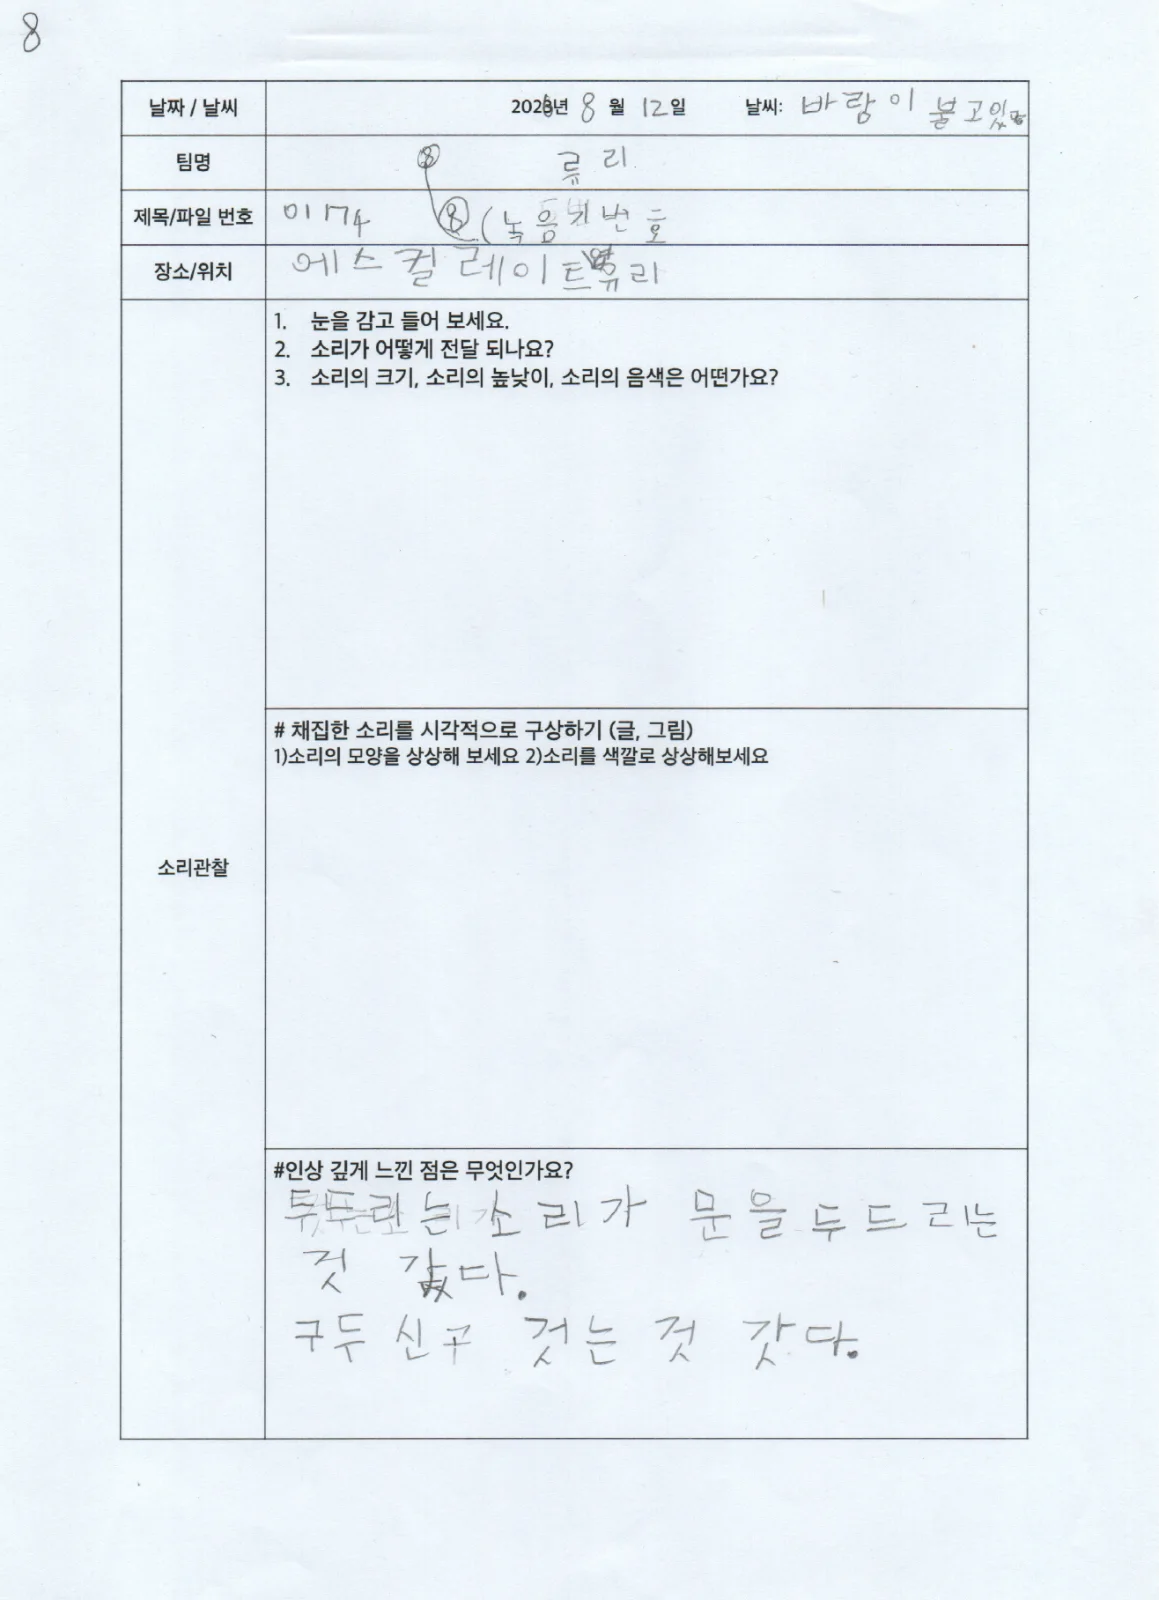 8
날짜 / 날씨 2026년 8 월 12일 날씨: 바람이 불고있
팀명 8 류리
제목/파일 번호 0174 8 (녹음기번호
장소/위치 에스컬레이트 유리
1. 눈을 감고 들어 보세요.
2. 소리가 어떻게 전달 되나요?
3. 소리의 크기, 소리의 높낮이, 소리의 음색은 어떤가요?
# 채집한 소리를 시각적으로 구상하기 (글, 그림)
1)소리의 모양을 상상해 보세요 2)소리를 색깔로 상상해보세요
소리관찰
#인상 깊게 느낀 점은 무엇인가요?
소리가 문을 두드리는
것 같다.
구두 신고 것는 것 갓다.